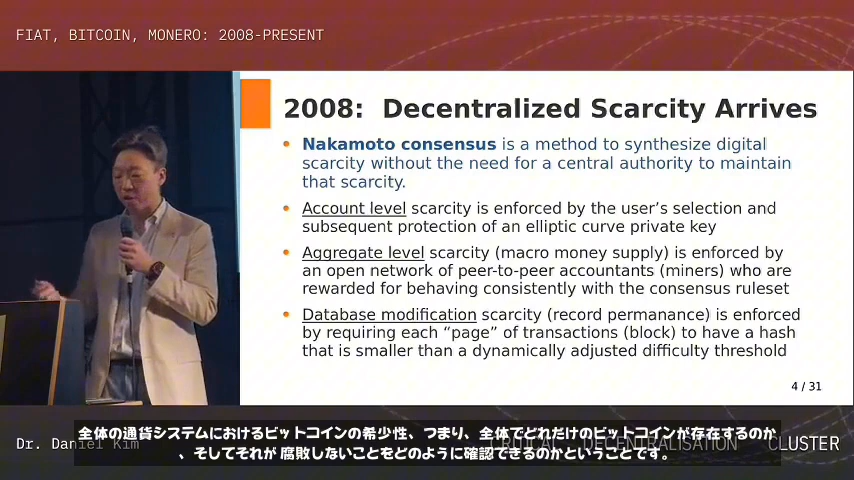 FIAT, BITCOIN, MONERO: 2008-PRESENT
2008: Decentralized Scarcity Arrives
Nakamoto consensus is a method to synthesize digital
scarcity without the need for a central authority to maintain
that scarcity.
Account level scarcity is enforced by the user’s selection and
subsequent protection of an elliptic curve private key
Aggregate level scarcity (macro money supply) is enforced by
an open network of peer-to-peer accountants (miners) who are
rewarded for behaving consistently with the consensus ruleset
Database modification scarcity (record permanance) is enforced
by requiring each “page” of transactions (block) to have a hash
that is smaller than a dynamically adjusted difficulty threshold
4 / 31
Dr. Daniel Kim
DECENTRALISATION CLUSTER
全体の通貨システムにおけるビットコインの希少性、つまり、全体でどれだけのビットコインが存在するのか
、そしてそれが 腐敗しないことをどのように確認できるのかということです。